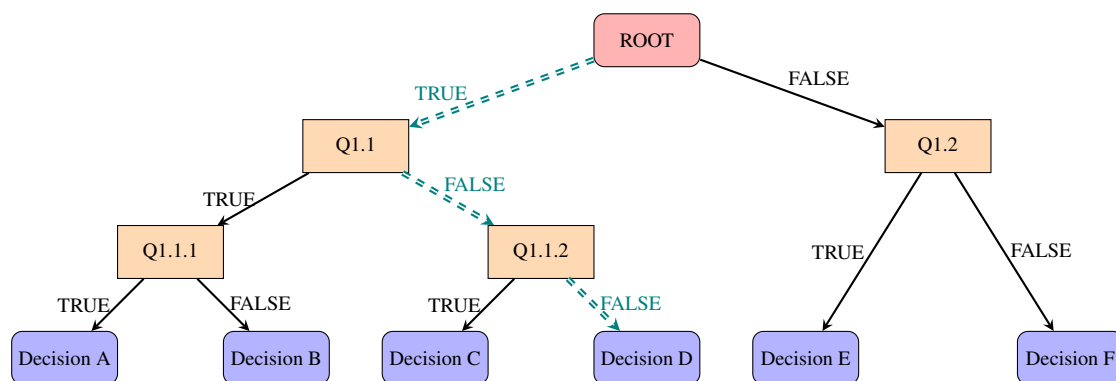 ROOT
TRUE
FALSE
Q1.1
Q1.2
TRUE
FALSE
Q1.1.1
Q1.1.2
TRUE
FALSE
TRUE
FALSE
TRUE
FALSE
Decision A
Decision B
Decision C
Decision D
Decision E
Decision F